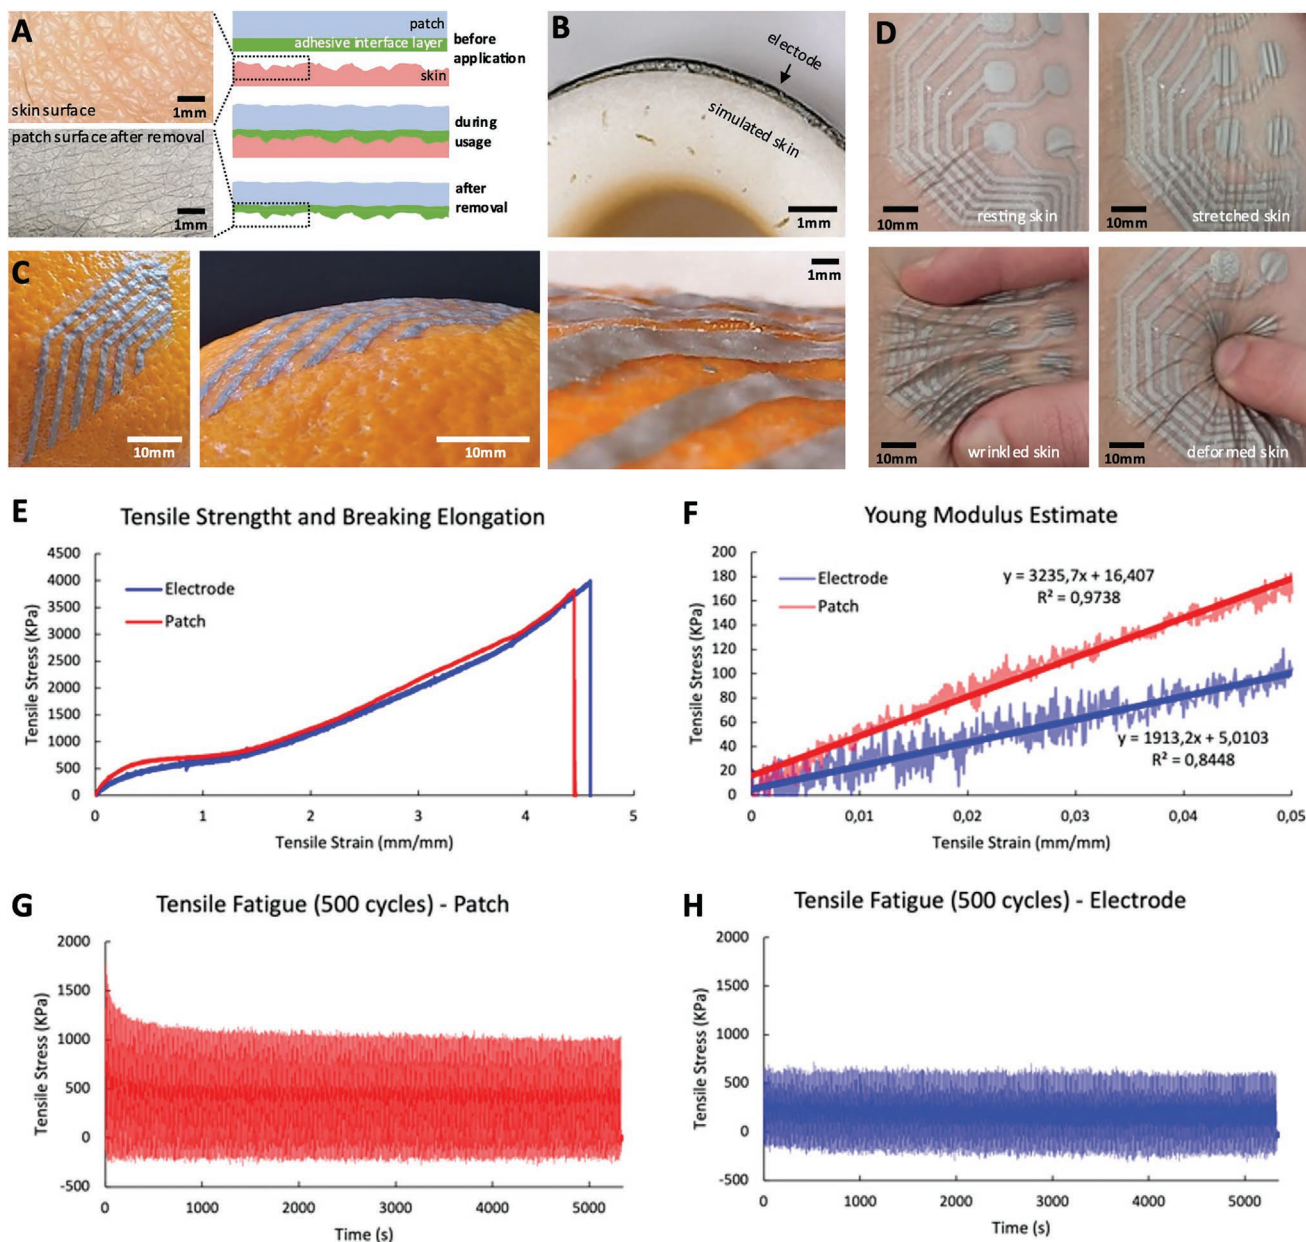 A
skin surface
1mm
patch surface after removal
1mm
patch
adhesive interface layer
before
application
skin
during
usage
after
removal
B
electode
simulated skin
1mm
C
10mm
10mm
1mm
D
10mm
resting skin
10mm
stretched skin
10mm
wrinkled skin
10mm
deformed skin
E
Tensile Strengtht and Breaking Elongation
Tensile Stress (KPa)
4500
4000
3500
3000
2500
2000
1500
1000
500
0
Electrode
Patch
0 1 2 3 4 5
Tensile Strain (mm/mm)
F
Young Modulus Estimate
Tensile Stress (KPa)
200
180
160
140
120
100
80
60
40
20
0
Electrode
Patch
y = 3235,7x + 16,407
R² = 0,9738
y = 1913,2x + 5,0103
R² = 0,8448
0 0,01 0,02 0,03 0,04 0,05
Tensile Strain (mm/mm)
G
Tensile Fatigue (500 cycles) - Patch
Tensile Stress (KPa)
2000
1500
1000
500
0
-500
0 1000 2000 3000 4000 5000
Time (s)
H
Tensile Fatigue (500 cycles) - Electrode
Tensile Stress (KPa)
2000
1500
1000
500
0
-500
0 1000 2000 3000 4000 5000
Time (s)